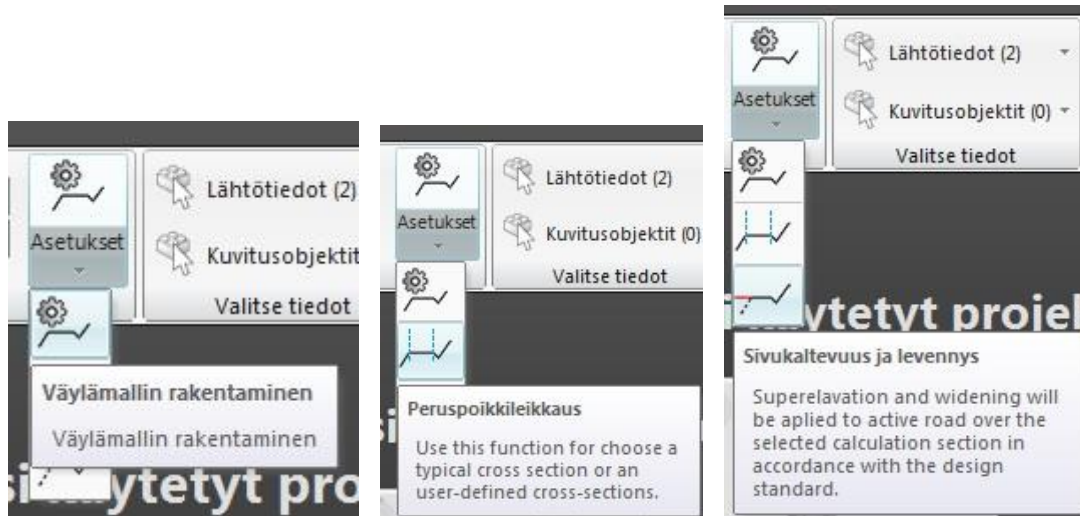 Asetukset
Lähtötiedot (2)
Kuvitusobjektit
Valitse tiedot
Väylämallin rakentaminen
Väylämallin rakentaminen
Asetukset
Lähtötiedot (2)
Kuvitusobjektit (0)
Valitse tiedot
Peruspoikkileikkaus
Use this function for choose a
typical cross section or an
user-defined cross-sections.
Asetukset
Lähtötiedot (2)
Kuvitusobjektit (0)
Valitse tiedot
Sivukaltevuus ja levennys
Superelavation and widening will
be aplied to active road over the
selected calculation section in
accordance with the design
standard.